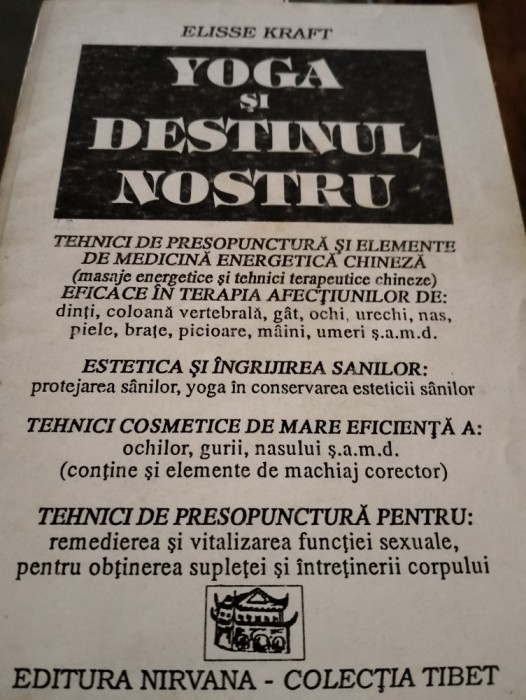 ELISSE KRAFT
YOGA
ȘI
DESTINUL
NOSTRU
TEHNICI DE PRESOPUNCTURĂ ȘI ELEMENTE
DE MEDICINĂ ENERGETICĂ CHINEZĂ
(masaje energetice și tehnici terapeutice chineze)
EFICACE ÎN TERAPIA AFECȚIUNILOR DE:
dinți, coloană vertebrală, gât, ochi, urechi, nas,
piele, brațe, picioare, mâini, umeri ș.a.m.d.
ESTETICA ȘI ÎNGRIJIREA SANILOR:
protejarea sânilor, yoga în conservarea esteticii sânilor
TEHNICI COSMETICE DE MARE EFICIENȚĂ A:
ochilor, gurii, nasului ș.a.m.d.
(conține și elemente de machiaj corector)
TEHNICI DE PRESOPUNCTURĂ PENTRU:
remedierea și vitalizarea funcției sexuale,
pentru obținerea supleței și întreținerii corpului
EDITURA NIRVANA - COLECȚIA TIBET